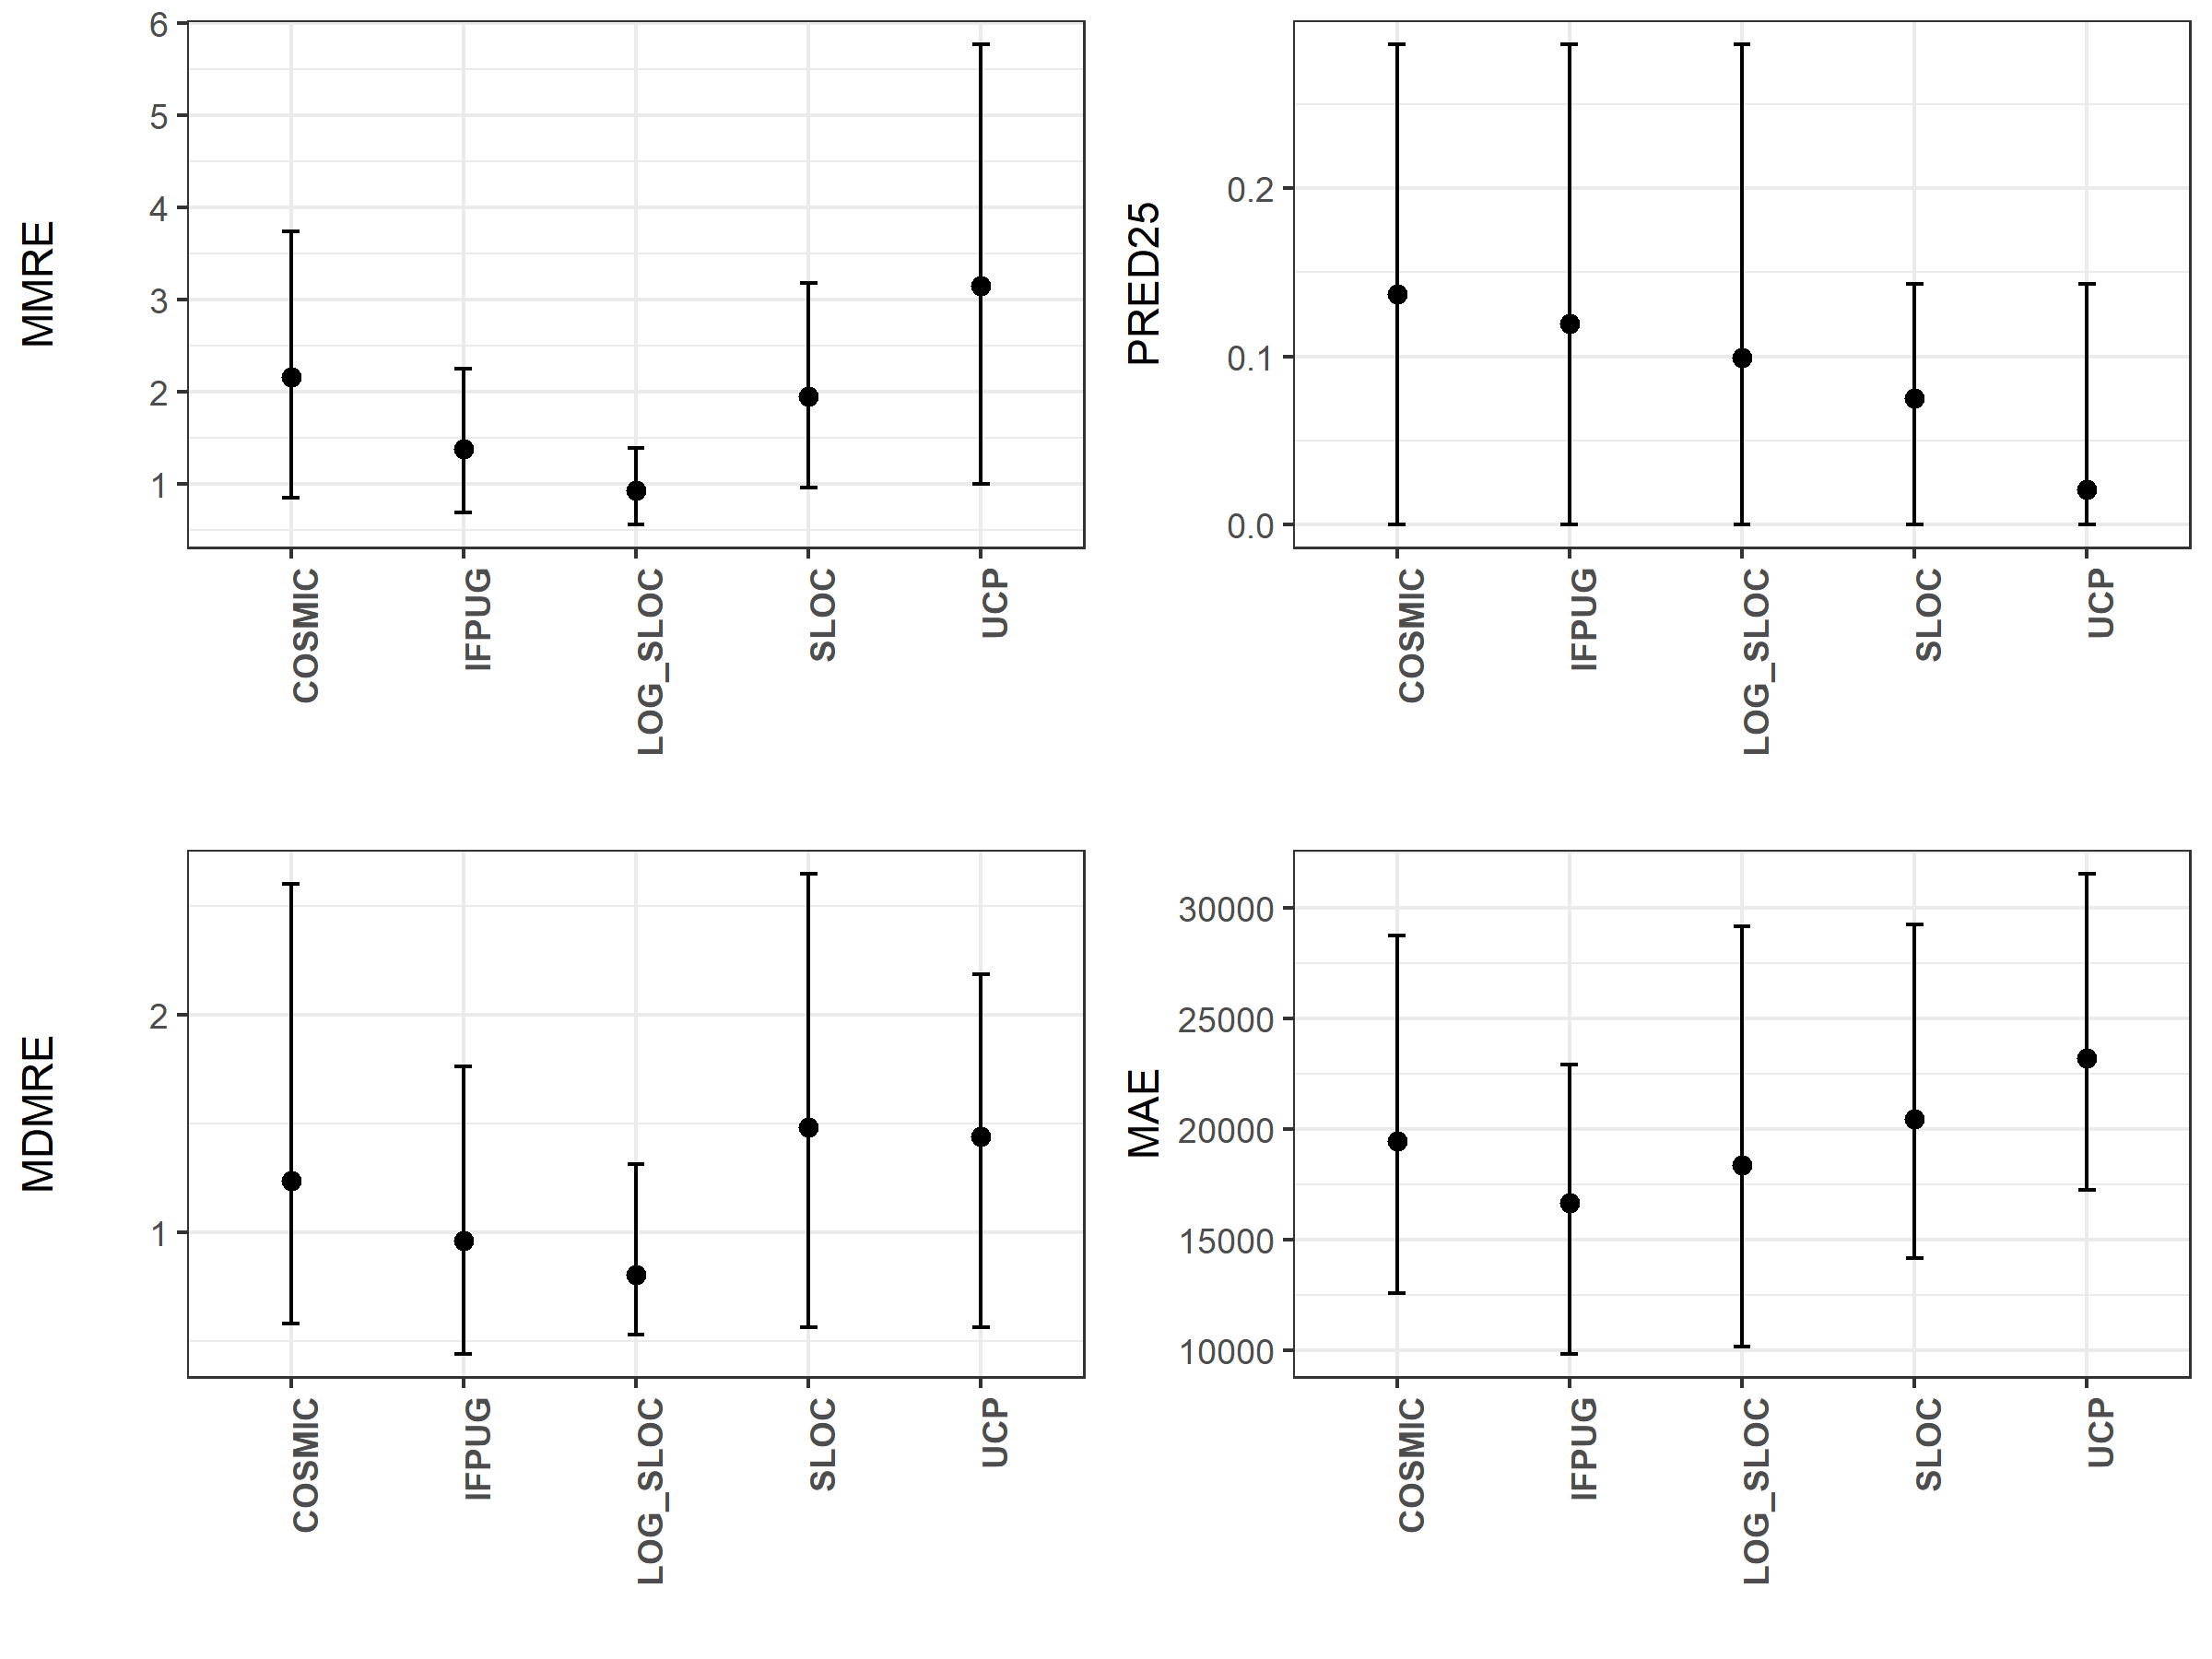 MMRE
6
5
4
3
2
1
COSMIC
IFPUG
LOG_SLOC
SLOC
UCP
PRED25
0.2
0.1
0.0
COSMIC
IFPUG
LOG_SLOC
SLOC
UCP
MDMRE
2
1
COSMIC
IFPUG
LOG_SLOC
SLOC
UCP
MAE
30000
25000
20000
15000
10000
COSMIC
IFPUG
LOG_SLOC
SLOC
UCP